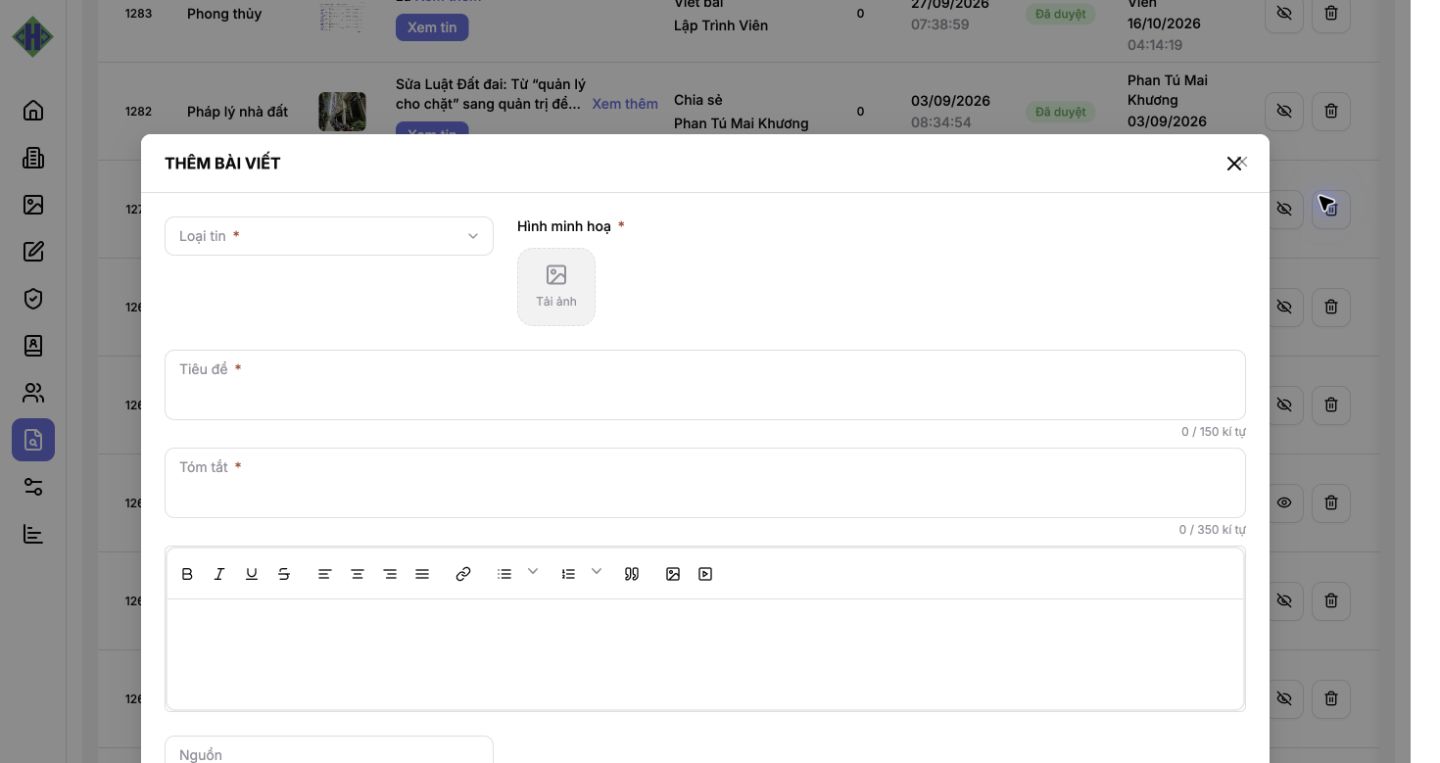 1283
Phong thủy
Xem tin
Viết bài
Lập Trình Viên
0
27/09/2026
07:38:59
Đã duyệt
Viên
16/10/2026
04:14:19
1282
Pháp lý nhà đất
Sửa Luật Đất đai: Từ “quản lý
cho chặt” sang quản trị để... Xem thêm
Xem tin
Chia sẻ
Phan Tú Mai Khương
0
03/09/2026
08:34:54
Đã duyệt
Phan Tú Mai
Khương
03/09/2026
THÊM BÀI VIẾT
Loại tin *
Hình minh hoạ *
Tải ảnh
Tiêu đề *
0 / 150 kí tự
Tóm tắt *
0 / 350 kí tự
Nguồn